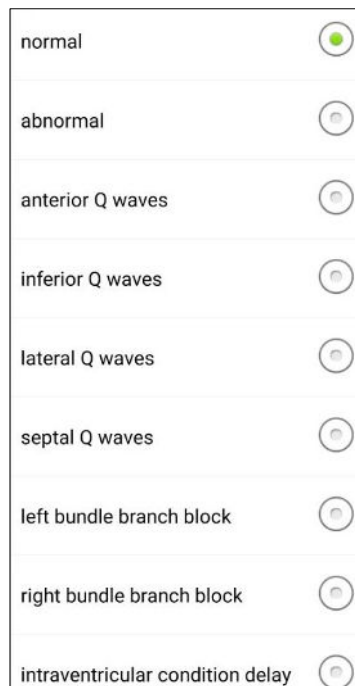 normal
abnormal
anterior Q waves
inferior Q waves
lateral Q waves
septal Q waves
left bundle branch block
right bundle branch block
intraventricular condition delay